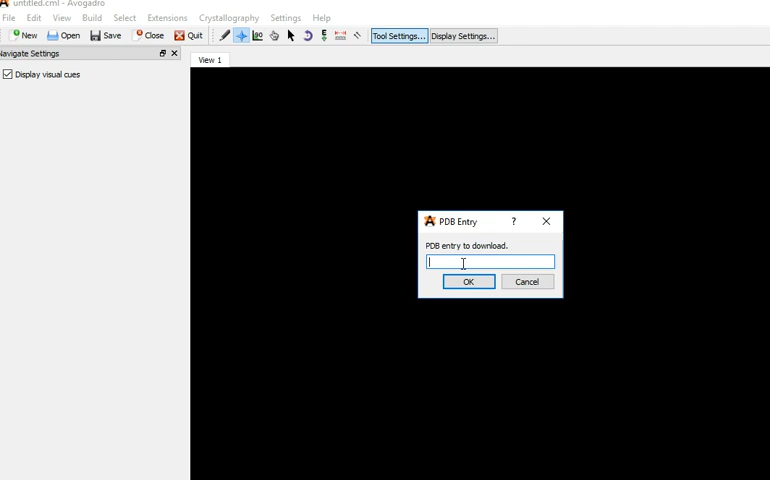 untitled.cml - Avogadro
File Edit View Build Select Extensions Crystallography Settings Help
New Open Save Close Quit Tool Settings... Display Settings...
Navigate Settings
View 1
Display visual cues
PDB Entry ?
PDB entry to download.
OK Cancel